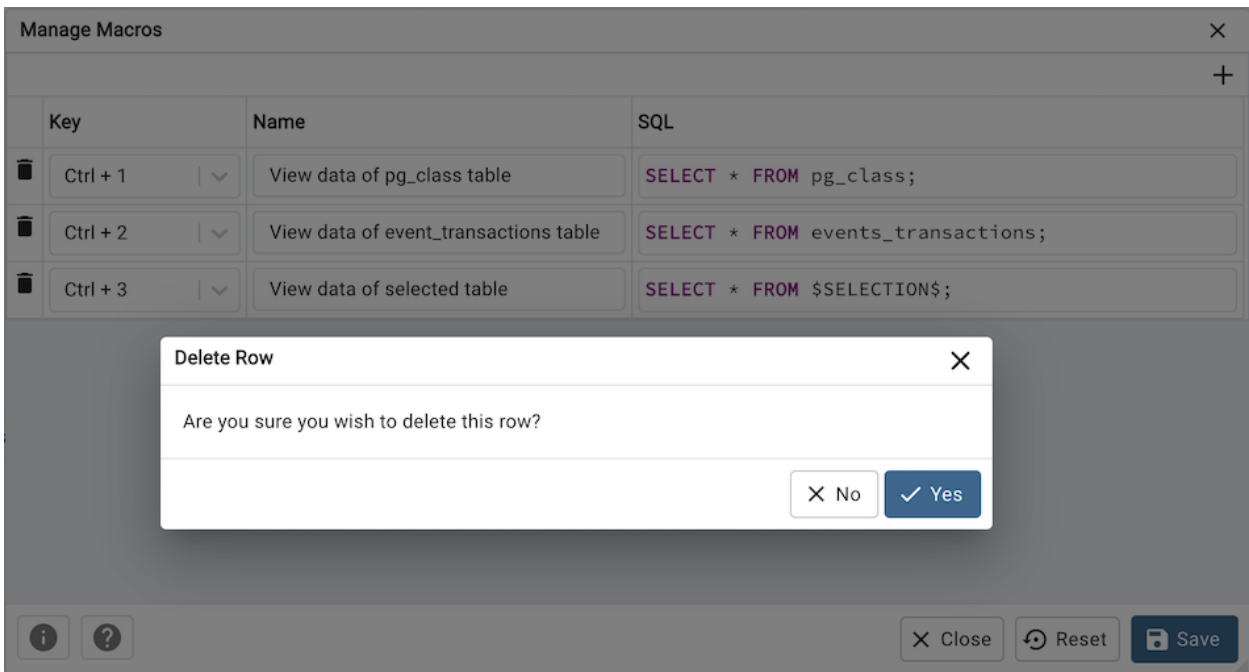 Manage Macros
Key Name SQL
Ctrl + 1 View data of pg_class table SELECT * FROM pg_class;
Ctrl + 2 View data of event_transactions table SELECT * FROM events_transactions;
Ctrl + 3 View data of selected table SELECT * FROM $SELECTION$;
Delete Row
Are you sure you wish to delete this row?
No Yes
Close Reset Save